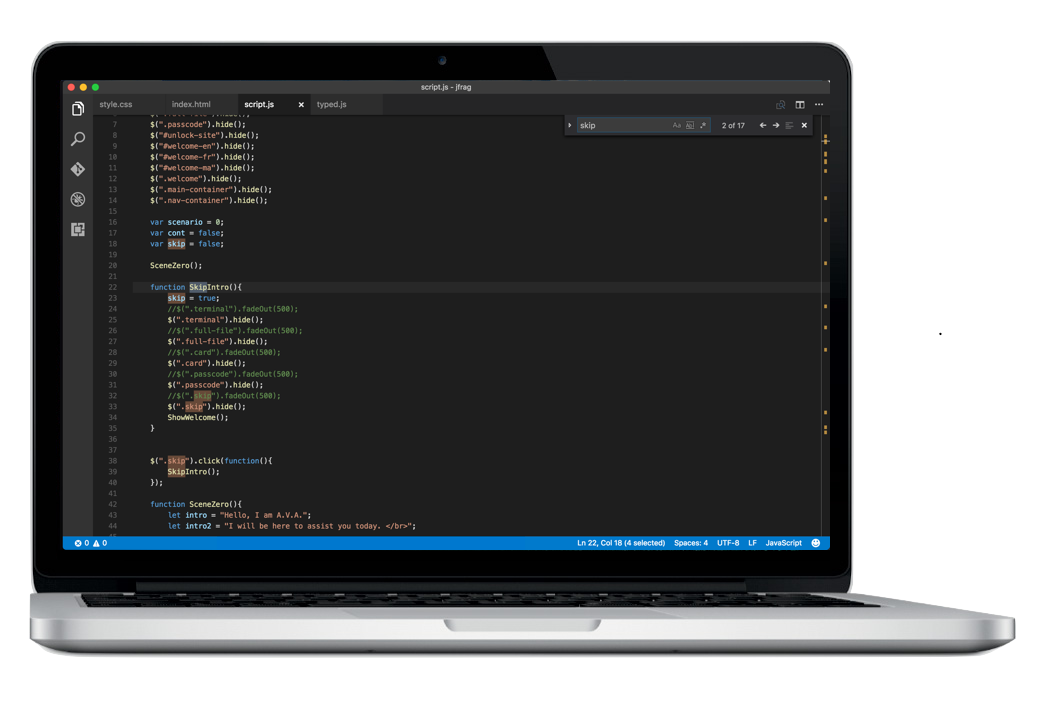 script.js - jfrag
style.css index.html script.js × typed.js
skip Aa Ab| .* 2 of 17
7 $(".passcode").hide();
8 $("#unlock-site").hide();
9 $("#welcome-en").hide();
10 $("#welcome-fr").hide();
11 $("#welcome-ma").hide();
12 $(".welcome").hide();
13 $(".main-container").hide();
14 $(".nav-container").hide();
15
16 var scenario = 0;
17 var cont = false;
18 var skip = false;
19
20 SceneZero();
21
22 function SkipIntro(){
23 skip = true;
24 //$(".terminal").fadeOut(500);
25 $(".terminal").hide();
26 //$(".full-file").fadeOut(500);
27 $(".full-file").hide();
28 //$(".card").fadeOut(500);
29 $(".card").hide();
30 //$(".passcode").fadeOut(500);
31 $(".passcode").hide();
32 //$(".skip").fadeOut(500);
33 $(".skip").hide();
34 ShowWelcome();
35 }
36
37
38 $(".skip").click(function(){
39 SkipIntro();
40 });
41
42 function SceneZero(){
43 let intro = "Hello, I am A.V.A.";
44 let intro2 = "I will be here to assist you today. </br>";
0 0 Ln 22, Col 18 (4 selected) Spaces: 4 UTF-8 LF JavaScript